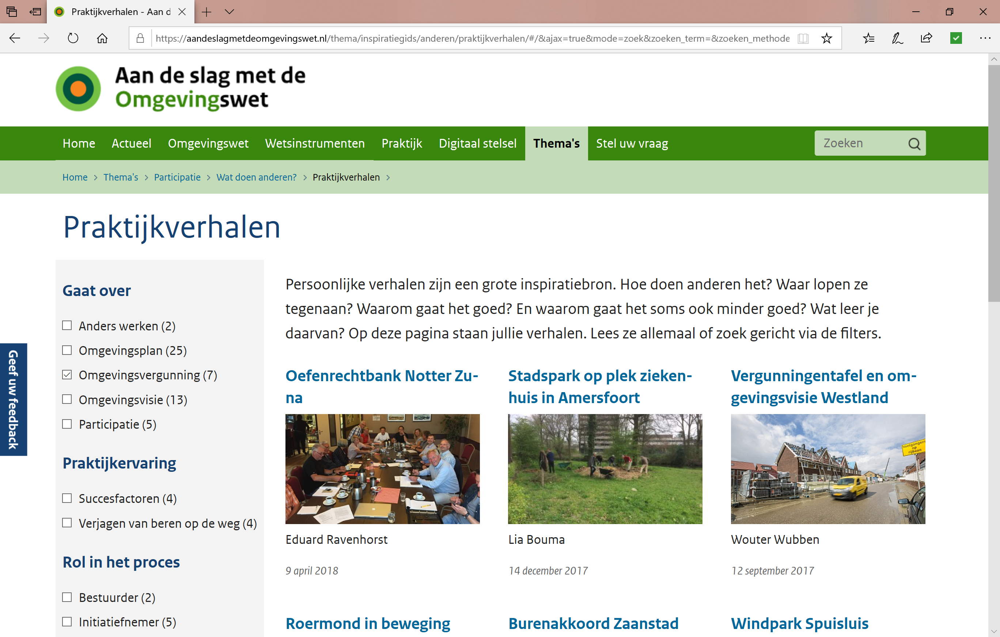 Praktijkverhalen - Aan d
https://aandeslagmetdeomgevingswet.nl/thema/inspiratiegids/anderen/praktijkverhalen/#/&ajax=true&mode=zoek&zoeken_term=&zoeken_methode
Aan de slag met de
Omgevingswet
Home Actueel Omgevingswet Wetsinstrumenten Praktijk Digitaal stelsel Thema's Stel uw vraag Zoeken
Home > Thema's > Participatie > Wat doen anderen? > Praktijkverhalen >
Praktijkverhalen
Gaat over
Anders werken (2)
Omgevingsplan (25)
Omgevingsvergunning (7)
Omgevingsvisie (13)
Participatie (5)
Praktijkervaring
Succesfactoren (4)
Verjagen van beren op de weg (4)
Rol in het proces
Bestuurder (2)
Initiatiefnemer (5)
Geef uw feedback
Persoonlijke verhalen zijn een grote inspiratiebron. Hoe doen anderen het? Waar lopen ze
tegenaan? Waarom gaat het goed? En waarom gaat het soms ook minder goed? Wat leer je
daarvan? Op deze pagina staan jullie verhalen. Lees ze allemaal of zoek gericht via de filters.
Oefenrechtbank Notter Zu-
na
Eduard Ravenhorst
9 april 2018
Stadspark op plek zieken-
huis in Amersfoort
Lia Bouma
14 december 2017
Vergunningentafel en om-
gevingsvisie Westland
Voetgangers
op
rijbaan
Wouter Wubben
12 september 2017
Roermond in beweging
Burenakkoord Zaanstad
Windpark Spuisluis